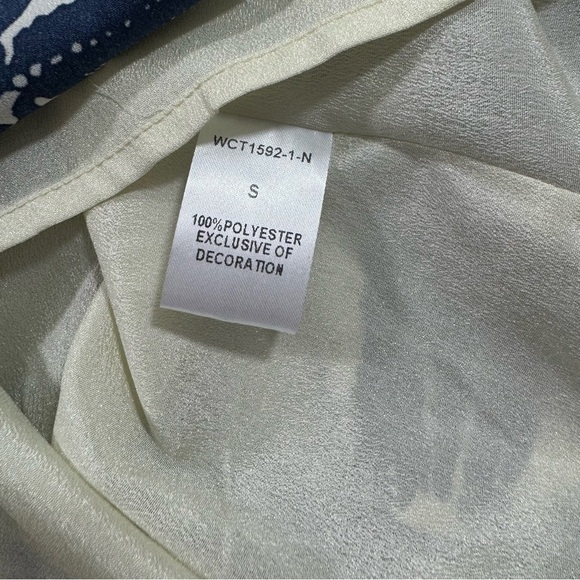 WCT1592-1-N
S
100%POLYESTER
EXCLUSIVE OF
DECORATION